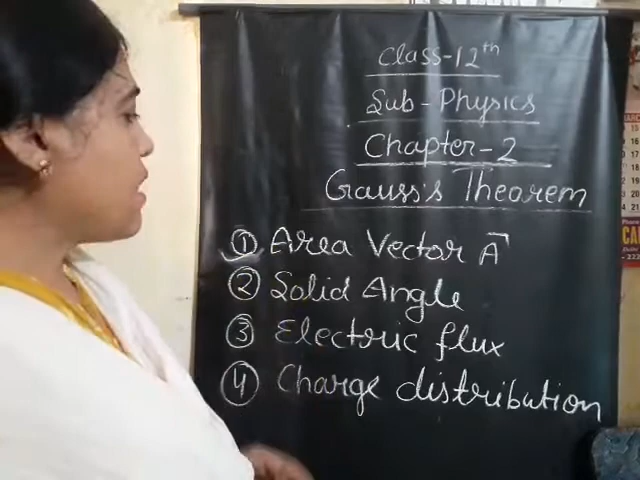 Class-12th
Sub-Physics
Chapter-2
Gauss's Theorem
① Area Vector A⃗
② Solid Angle
③ Electric flux
④ Charge distribution